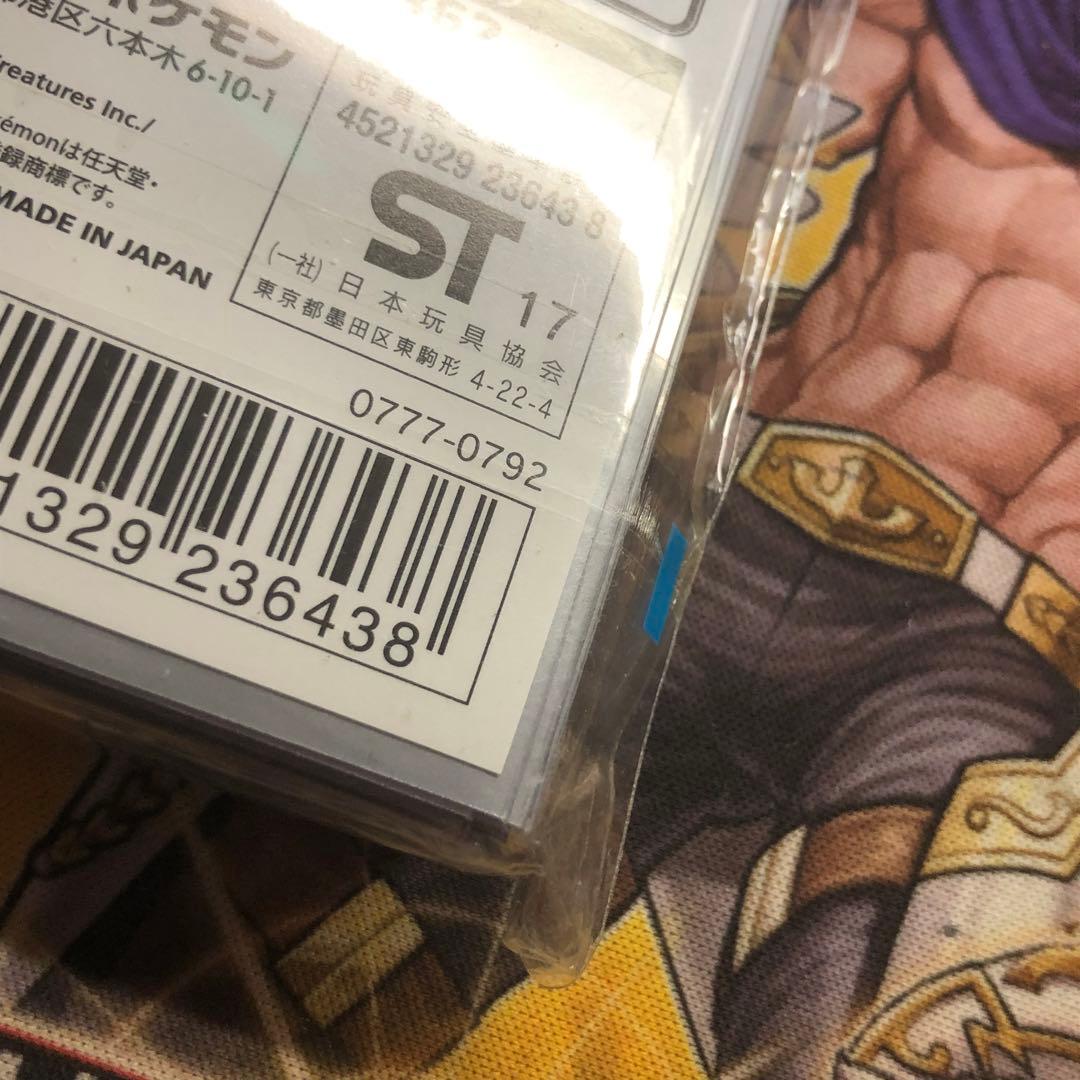 ポケモン
港区六本木6-10-1
reatures Inc./
émonは任天堂・
録商標です。
MADE IN JAPAN
4521329 23643 8
ST 17
(一社) 日本玩具協会
東京都墨田区東駒形 4-22-4
0777-0792
1329 236438